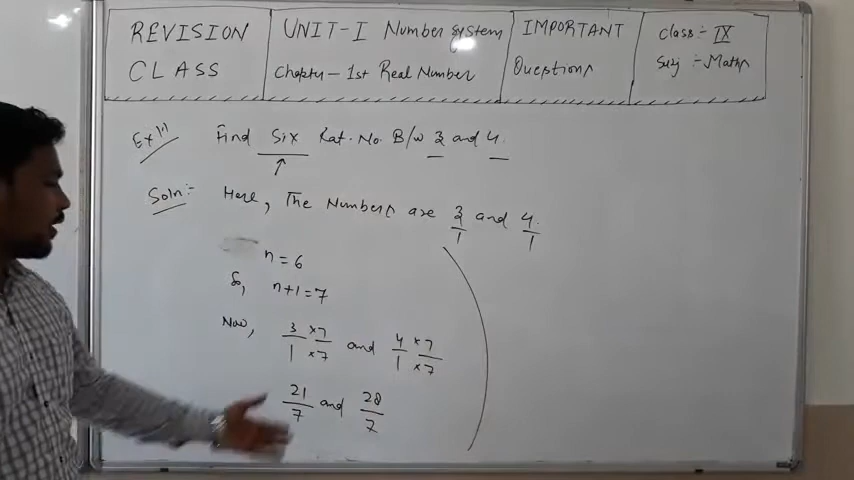 REVISION CLASS
UNIT-I Number System
Chapter - 1st Real Number
IMPORTANT Questions
Class :- IX
Subj :- Maths
Ex (1) Find Six Rat. No. B/w 3 and 4.
Soln :- Here, The Numbers are 3/1 and 4/1.
n = 6
So, n+1 = 7
Now, 3/1 ×7/×7 and 4/1 ×7/×7
21/7 and 28/7